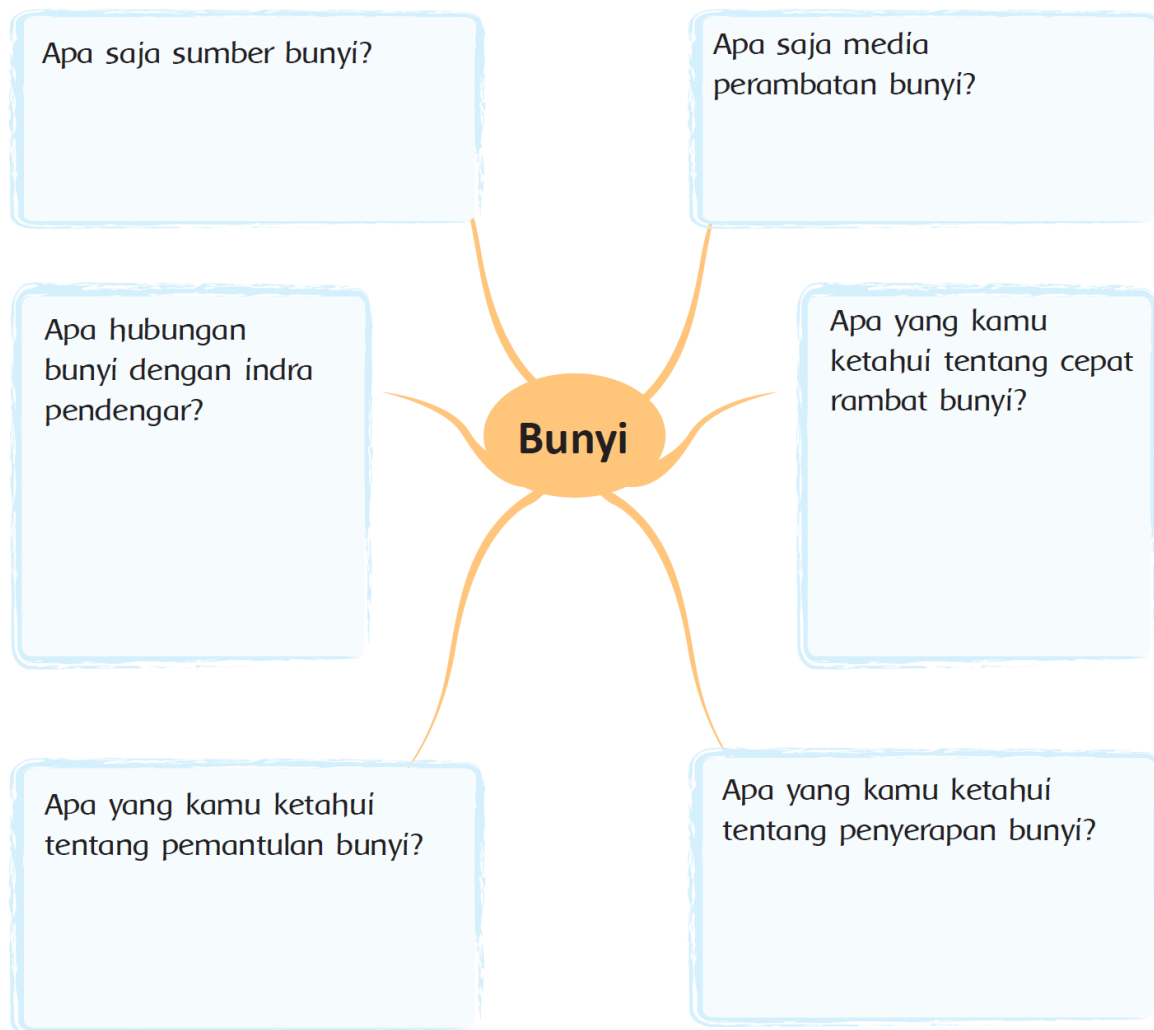 Apa saja sumber bunyi?
Apa saja media
perambatan bunyi?
Apa hubungan
bunyi dengan indra
pendengar?
Apa yang kamu
ketahui tentang cepat
rambat bunyi?
Bunyi
Apa yang kamu ketahui
tentang pemantulan bunyi?
Apa yang kamu ketahui
tentang penyerapan bunyi?